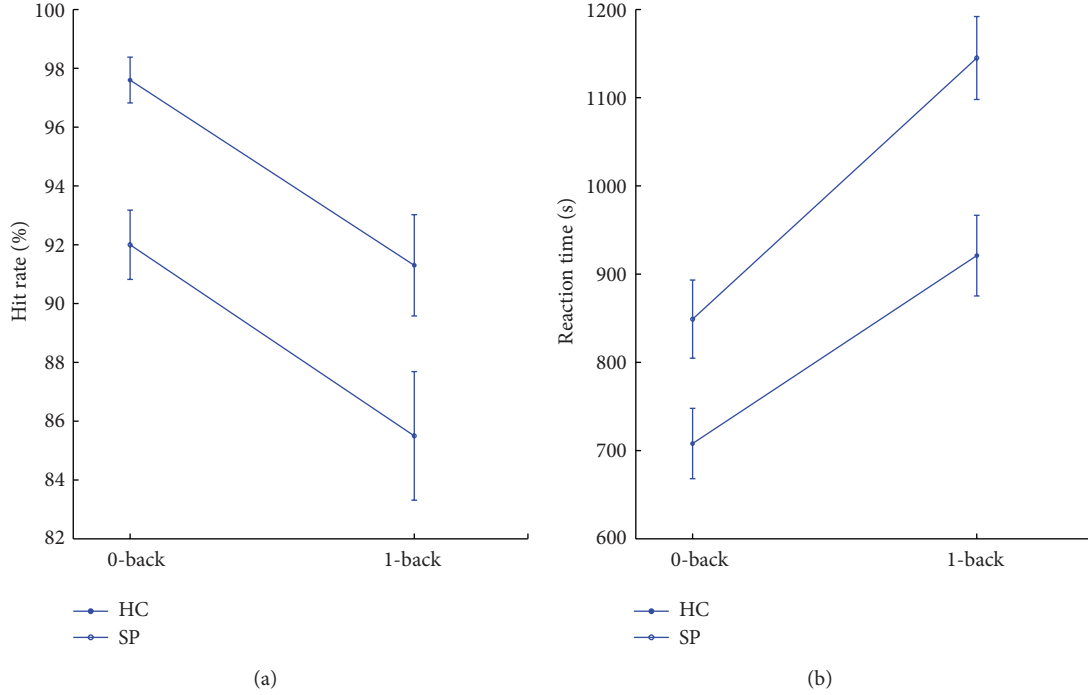 100
98
96
94
92
90
88
86
84
82
Hit rate (%)
0-back
1-back
HC
SP
(a)
1200
1100
1000
900
800
700
600
Reaction time (s)
0-back
1-back
HC
SP
(b)